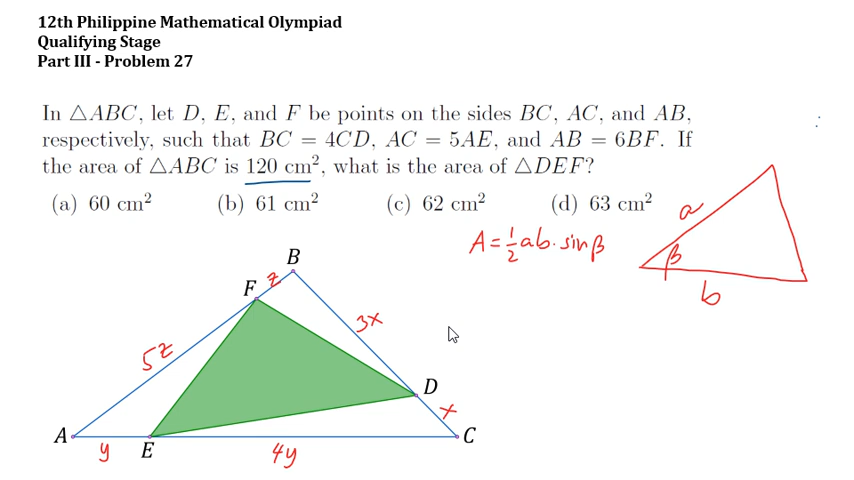 12th Philippine Mathematical Olympiad
Qualifying Stage
Part III - Problem 27
In △ABC, let D, E, and F be points on the sides BC, AC, and AB,
respectively, such that BC = 4CD, AC = 5AE, and AB = 6BF. If
the area of △ABC is 120 cm², what is the area of △DEF?
(a) 60 cm² (b) 61 cm² (c) 62 cm² (d) 63 cm²
a
A=½ab·sinβ
β
b
B
F z
3x
5z
D
x
A
C
y E 4y